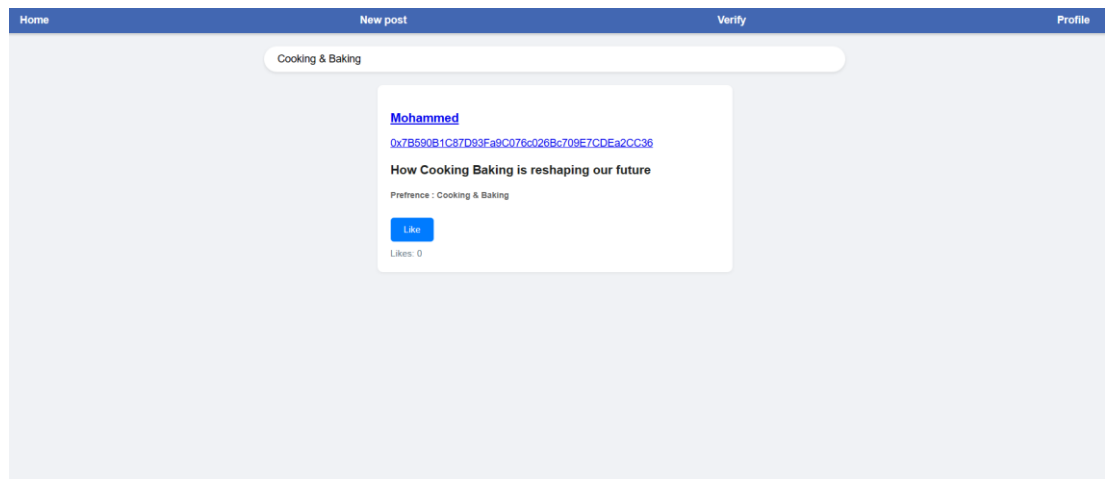 Home New post Verify Profile
Cooking & Baking
Mohammed
0x7B590B1C87D93Fa9C076c026Bc709E7CDEa2CC36
How Cooking Baking is reshaping our future
Prefrence : Cooking & Baking
Like
Likes: 0